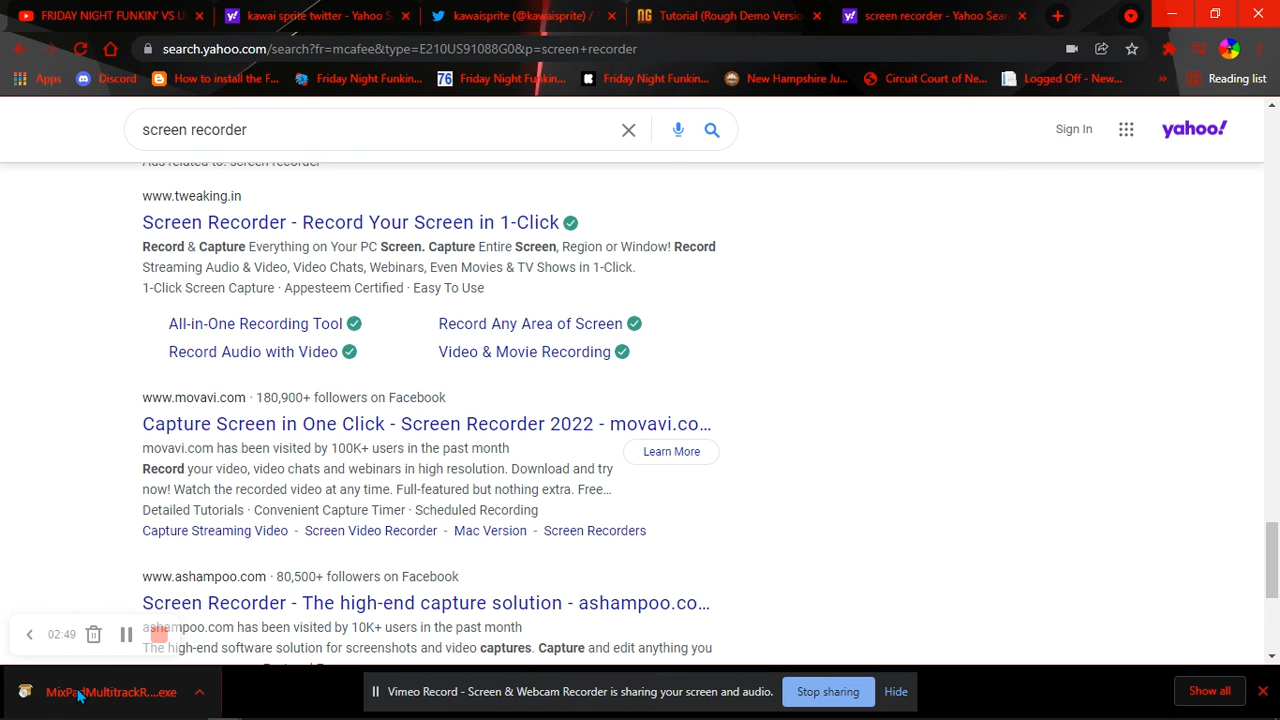 FRIDAY NIGHT FUNKIN' VS U
kawai sprite twitter - Yahoo S
kawaisprite (@kawaisprite) / T
Tutorial (Rough Demo Versio
screen recorder - Yahoo Sear
search.yahoo.com/search?fr=mcafee&type=E210US91088G0&p=screen+recorder
Apps
Discord
How to install the F...
Friday Night Funkin...
76
Friday Night Funkin...
Friday Night Funkin...
New Hampshire Ju...
Circuit Court of Ne...
Logged Off - New...
»
Reading list
screen recorder
Sign In
yahoo!
Ads related to: screen recorder
www.tweaking.in
Screen Recorder - Record Your Screen in 1-Click
Record & Capture Everything on Your PC Screen. Capture Entire Screen, Region or Window! Record
Streaming Audio & Video, Video Chats, Webinars, Even Movies & TV Shows in 1-Click.
1-Click Screen Capture · Appesteem Certified · Easy To Use
All-in-One Recording Tool
Record Any Area of Screen
Record Audio with Video
Video & Movie Recording
www.movavi.com · 180,900+ followers on Facebook
Capture Screen in One Click - Screen Recorder 2022 - movavi.co...
movavi.com has been visited by 100K+ users in the past month
Learn More
Record your video, video chats and webinars in high resolution. Download and try
now! Watch the recorded video at any time. Full-featured but nothing extra. Free...
Detailed Tutorials · Convenient Capture Timer · Scheduled Recording
Capture Streaming Video - Screen Video Recorder - Mac Version - Screen Recorders
www.ashampoo.com · 80,500+ followers on Facebook
Screen Recorder - The high-end capture solution - ashampoo.co...
ashampoo.com has been visited by 10K+ users in the past month
02:49
The high-end software solution for screenshots and video captures. Capture and edit anything you
MixPadMultitrackR....exe
Vimeo Record - Screen & Webcam Recorder is sharing your screen and audio.
Stop sharing
Hide
Show all